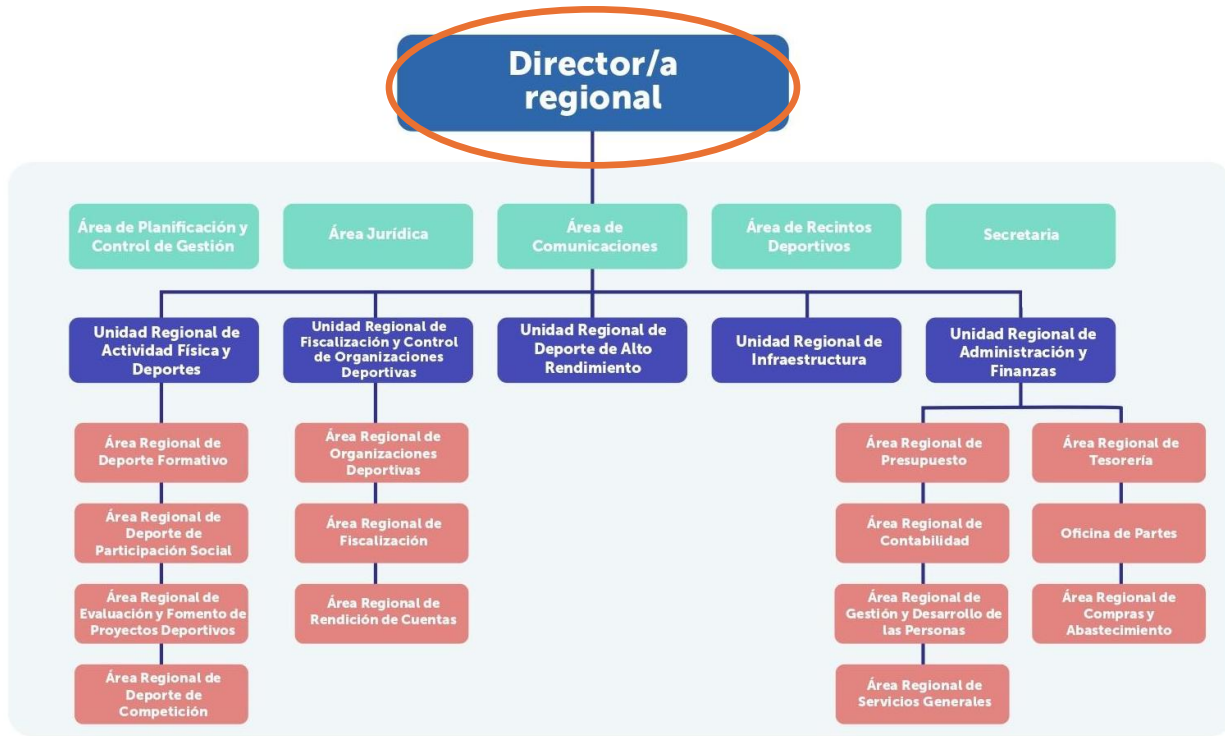 Director/a
regional
Área de Planificación y
Control de Gestión
Área Jurídica
Área de
Comunicaciones
Área de Recintos
Deportivos
Secretaria
Unidad Regional de
Actividad Física y
Deportes
Unidad Regional de
Fiscalización y Control
de Organizaciones
Deportivas
Unidad Regional de
Deporte de Alto
Rendimiento
Unidad Regional de
Infraestructura
Unidad Regional de
Administración y
Finanzas
Área Regional de
Deporte Formativo
Área Regional de
Deporte de
Participación Social
Área Regional de
Evaluación y Fomento de
Proyectos Deportivos
Área Regional de
Deporte de
Competición
Área Regional de
Organizaciones
Deportivas
Área Regional de
Fiscalización
Área Regional de
Rendición de Cuentas
Área Regional de
Presupuesto
Área Regional de
Contabilidad
Área Regional de
Gestión y Desarrollo de
las Personas
Área Regional de
Servicios Generales
Área Regional de
Tesorería
Oficina de Partes
Área Regional de
Compras y
Abastecimiento